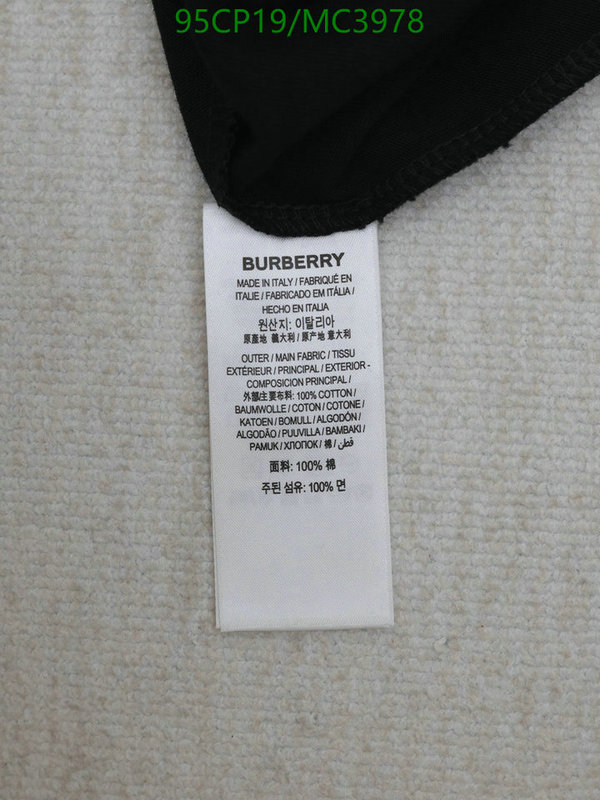 95CP19/MC3978
BURBERRY
MADE IN ITALY / FABRIQUÉ EN
ITALIE / FABRICADO EM ITÁLIA /
HECHO EN ITALIA
원산지: 이탈리아
原產地 義大利 / 原产地 意大利
OUTER / MAIN FABRIC / TISSU
EXTÉRIEUR / PRINCIPAL / EXTERIOR -
COMPOSICION PRINCIPAL /
外部/主要布料: 100% COTTON /
BAUMWOLLE / COTON / COTONE /
KATOEN / BOMULL / ALGODÓN /
ALGODÃO / PUUVILLA / ΒΑΜΒΑΚΙ /
PAMUK / ХЛОПОК / 棉 / قطن
面料: 100% 棉
주된 섬유: 100% 면